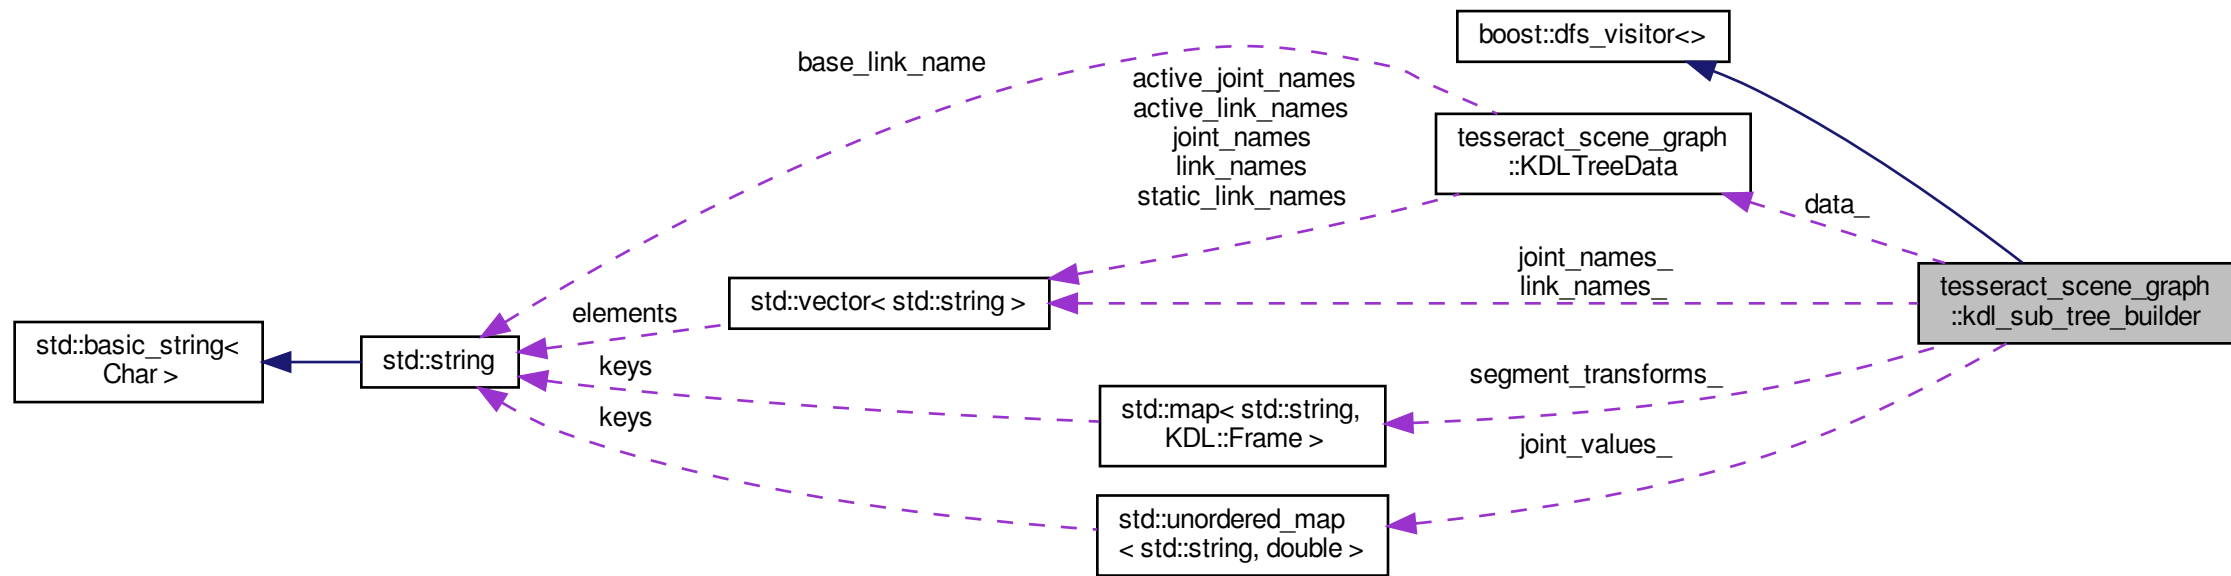 boost::dfs_visitor<>
base_link_name
active_joint_names
active_link_names
joint_names
link_names
static_link_names
tesseract_scene_graph
::KDLTreeData
data_
joint_names_
link_names_
tesseract_scene_graph
::kdl_sub_tree_builder
std::vector< std::string >
elements
std::basic_string<
Char >
std::string
keys
keys
segment_transforms_
std::map< std::string,
KDL::Frame >
joint_values_
std::unordered_map
< std::string, double >